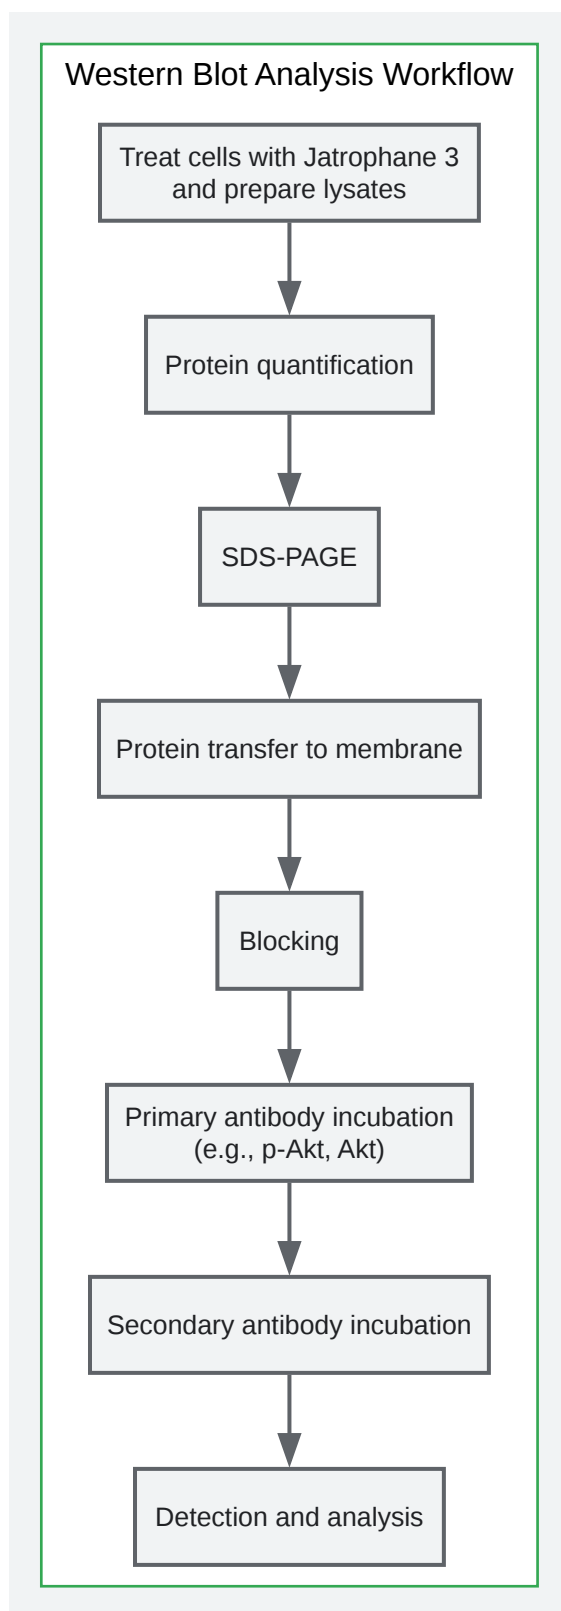 Western Blot Analysis Workflow
Treat cells with Jatrophane 3
and prepare lysates
Protein quantification
SDS-PAGE
Protein transfer to membrane
Blocking
Primary antibody incubation
(e.g., p-Akt, Akt)
Secondary antibody incubation
Detection and analysis